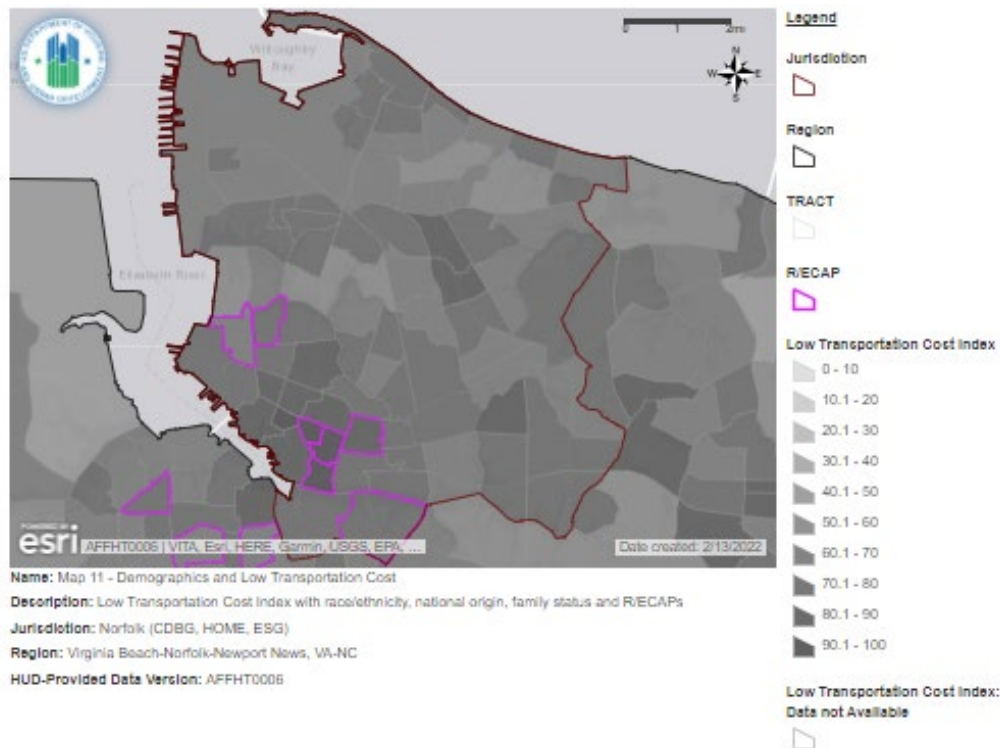 Legend
Willoughby
Bay
0 1 2mi
N
W E
S
Jurisdiction
Region
TRACT
Elizabeth River
R/ECAP
Low Transportation Cost Index
0 - 10
10.1 - 20
20.1 - 30
30.1 - 40
40.1 - 50
50.1 - 60
60.1 - 70
70.1 - 80
80.1 - 90
90.1 - 100
POWERED BY
esri
AFFHT0006 | VITA, Esri, HERE, Garmin, USGS, EPA, ...
Date created: 2/13/2022
Name: Map 11 - Demographics and Low Transportation Cost
Description: Low Transportation Cost Index with race/ethnicity, national origin, family status and R/ECAPs
Jurisdiction: Norfolk (CDBG, HOME, ESG)
Region: Virginia Beach-Norfolk-Newport News, VA-NC
HUD-Provided Data Version: AFFHT0006
Low Transportation Cost Index:
Data not Available